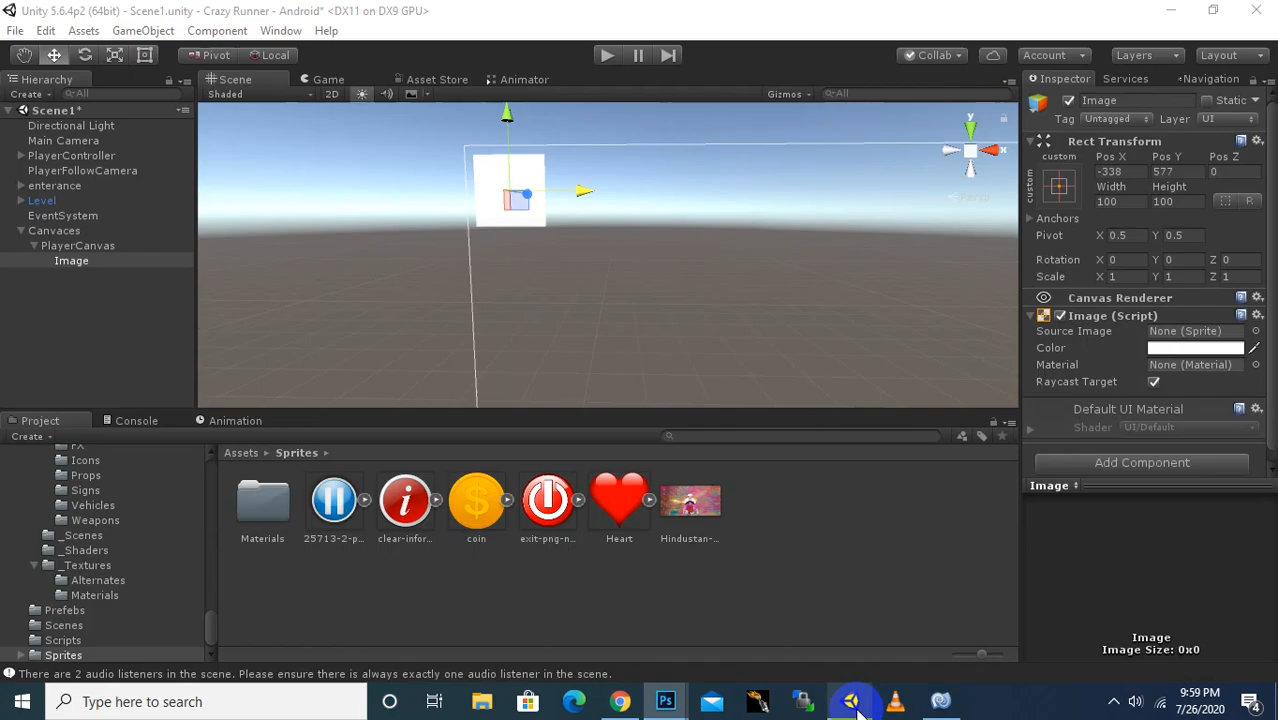 Unity 5.6.4p2 (64bit) - Scene1.unity - Crazy Runner - Android* <DX11 on DX9 GPU>
File Edit Assets GameObject Component Window Help
Pivot Local Collab Account Layers Layout
Hierarchy
Create All
Scene1*
Directional Light
Main Camera
PlayerController
PlayerFollowCamera
enterance
Level
EventSystem
Canvaces
PlayerCanvas
Image
Scene Game Asset Store Animator
Shaded 2D Gizmos All
y
x
Persp
Inspector Services Navigation
Image Static
Tag Untagged Layer UI
Rect Transform
custom Pos X Pos Y Pos Z
custom -338 577 0
Width Height
100 100 R
Anchors
Pivot X 0.5 Y 0.5
Rotation X 0 Y 0 Z 0
Scale X 1 Y 1 Z 1
Canvas Renderer
Image (Script)
Source Image None (Sprite)
Color
Material None (Material)
Raycast Target
Default UI Material
Shader UI/Default
Add Component
Image
Image
Image Size: 0x0
Project Console Animation
Create
FX
Icons
Props
Signs
Vehicles
Weapons
_Scenes
_Shaders
_Textures
Alternates
Materials
Prefebs
Scenes
Scripts
Sprites
Assets Sprites
Materials 25713-2-p... clear-infor... coin exit-png-n... Heart Hindustan-...
There are 2 audio listeners in the scene. Please ensure there is always exactly one audio listener in the scene.
Type here to search
Ps
9:59 PM
7/26/2020
4